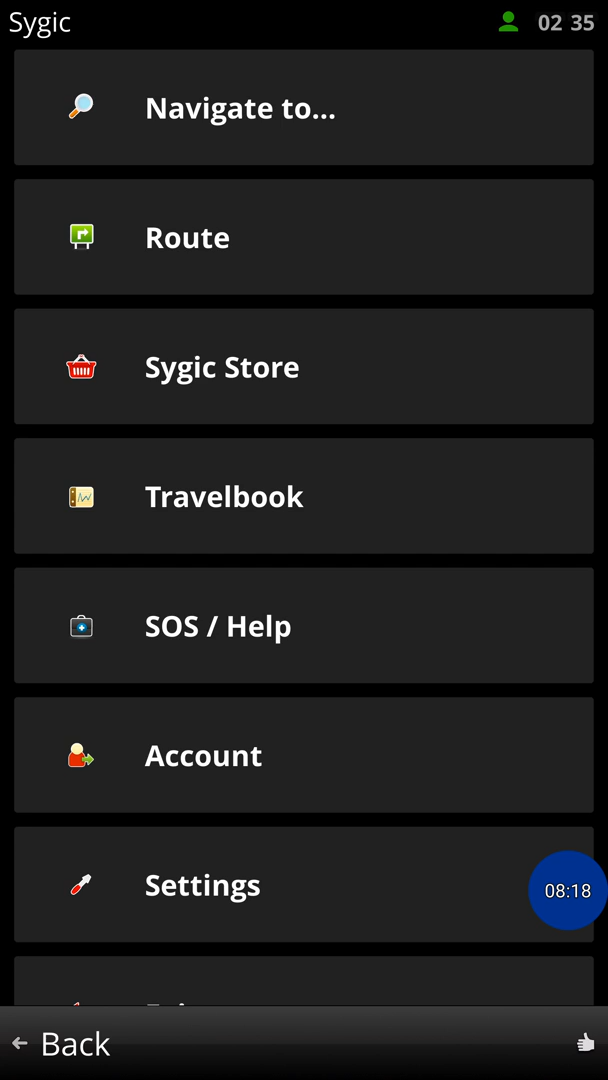 Sygic
02 35
Navigate to...
Route
Sygic Store
Travelbook
SOS / Help
Account
Settings
08:18
Back